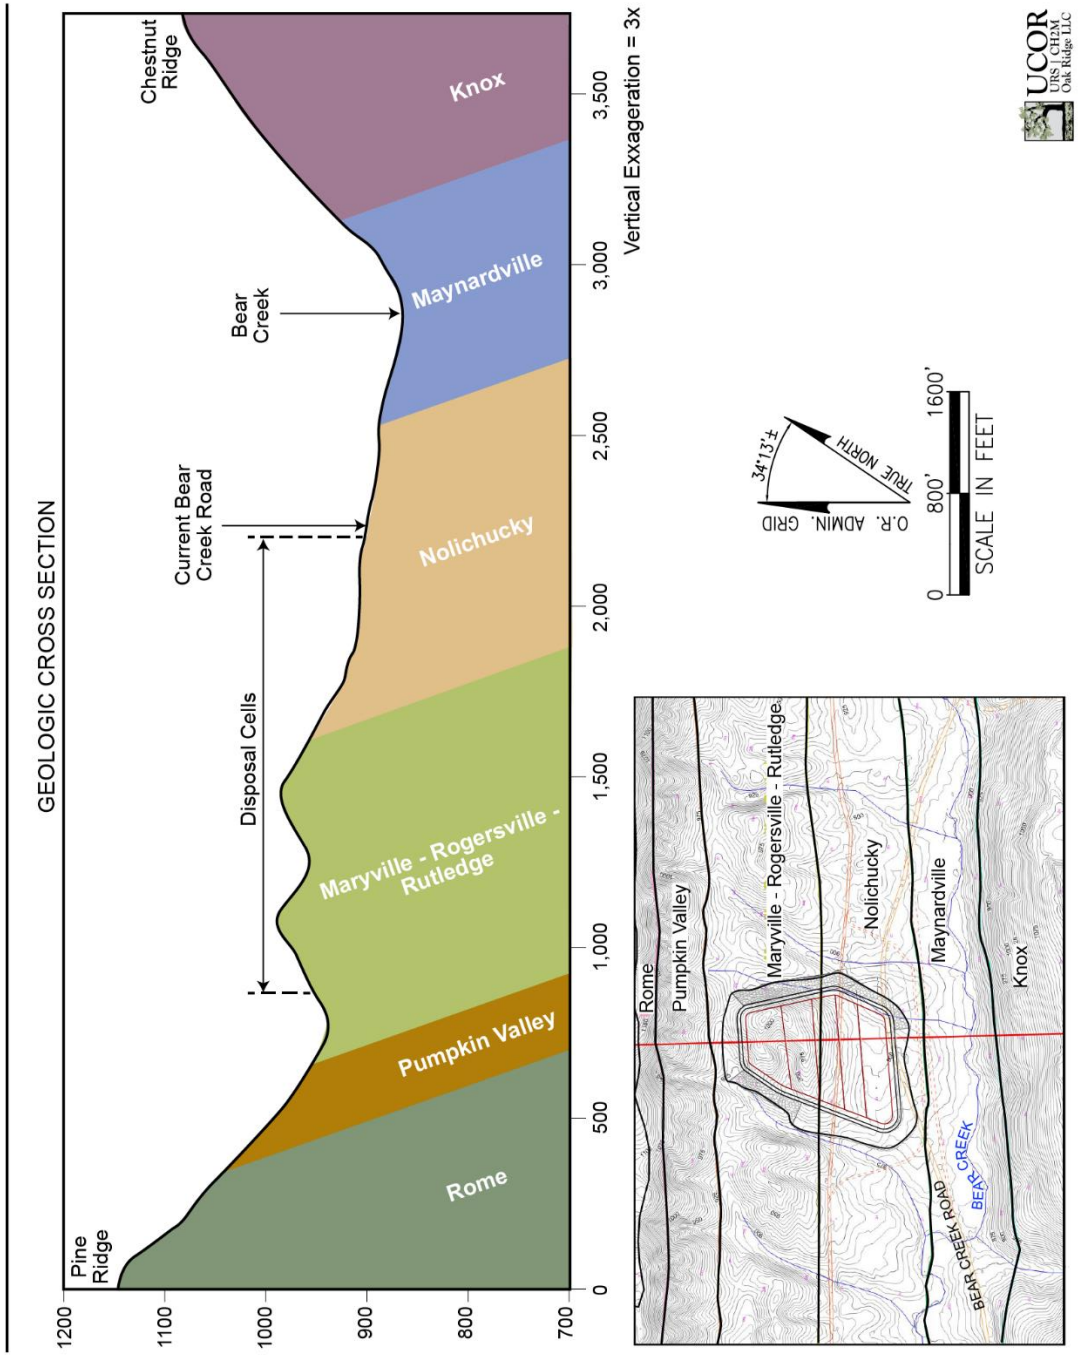 GEOLOGIC CROSS SECTION
1200
1100
1000
900
800
700
Pine
Ridge
Chestnut
Ridge
Disposal Cells
Current Bear
Creek Road
Bear
Creek
Rome
Pumpkin Valley
Maryville - Rogersville -
Rutledge
Nolichucky
Maynardville
Knox
0
500
1,000
1,500
2,000
2,500
3,000
3,500
Vertical Exxageration = 3x
Rome
Pumpkin Valley
Maryville - Rogersville - Rutledge
Nolichucky
Maynardville
Knox
BEAR CREEK ROAD
BEAR CREEK
34°13'±
O.R. ADMIN. GRID
TRUE NORTH
0
800'
1600'
SCALE IN FEET
UCOR
URS | CH2M
Oak Ridge LLC